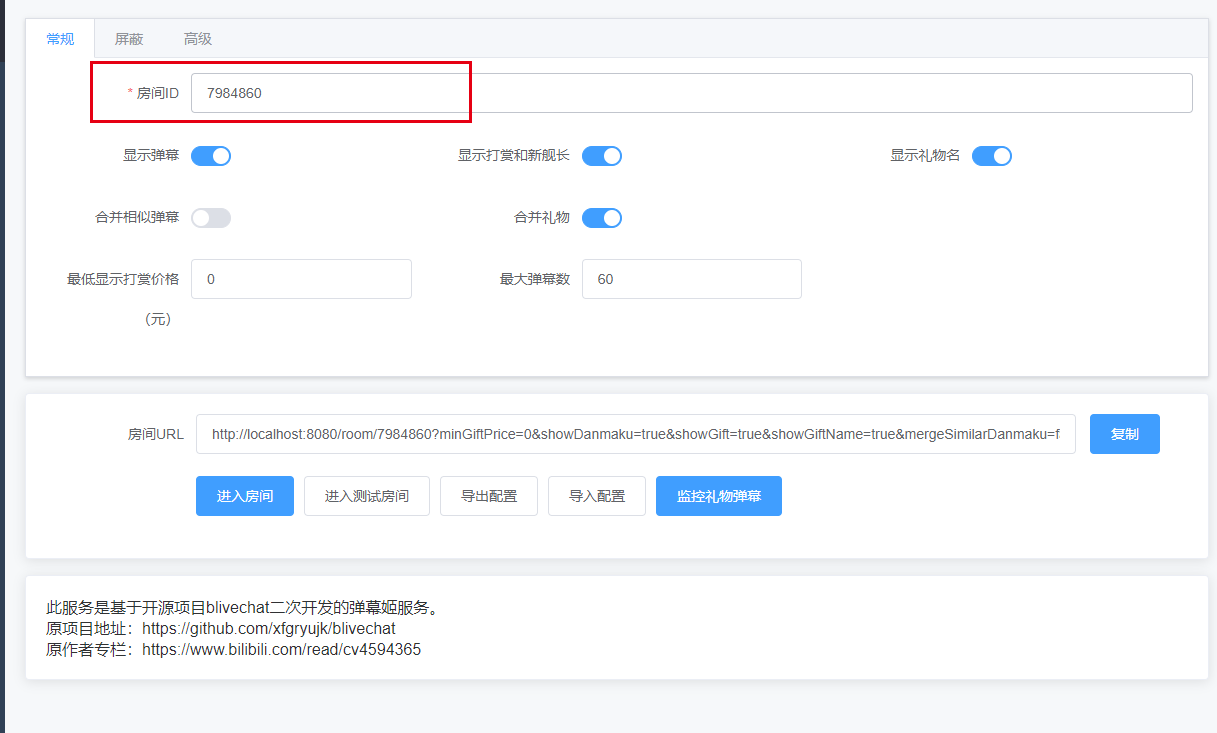 常规 屏蔽 高级
* 房间ID 7984860
显示弹幕 显示打赏和新舰长 显示礼物名
合并相似弹幕 合并礼物
最低显示打赏价格 0 最大弹幕数 60
（元）
房间URL http://localhost:8080/room/7984860?minGiftPrice=0&showDanmaku=true&showGift=true&showGiftName=true&mergeSimilarDanmaku=f 复制
进入房间 进入测试房间 导出配置 导入配置 监控礼物弹幕
此服务是基于开源项目blivechat二次开发的弹幕姬服务。
原项目地址：https://github.com/xfgryujk/blivechat
原作者专栏：https://www.bilibili.com/read/cv4594365